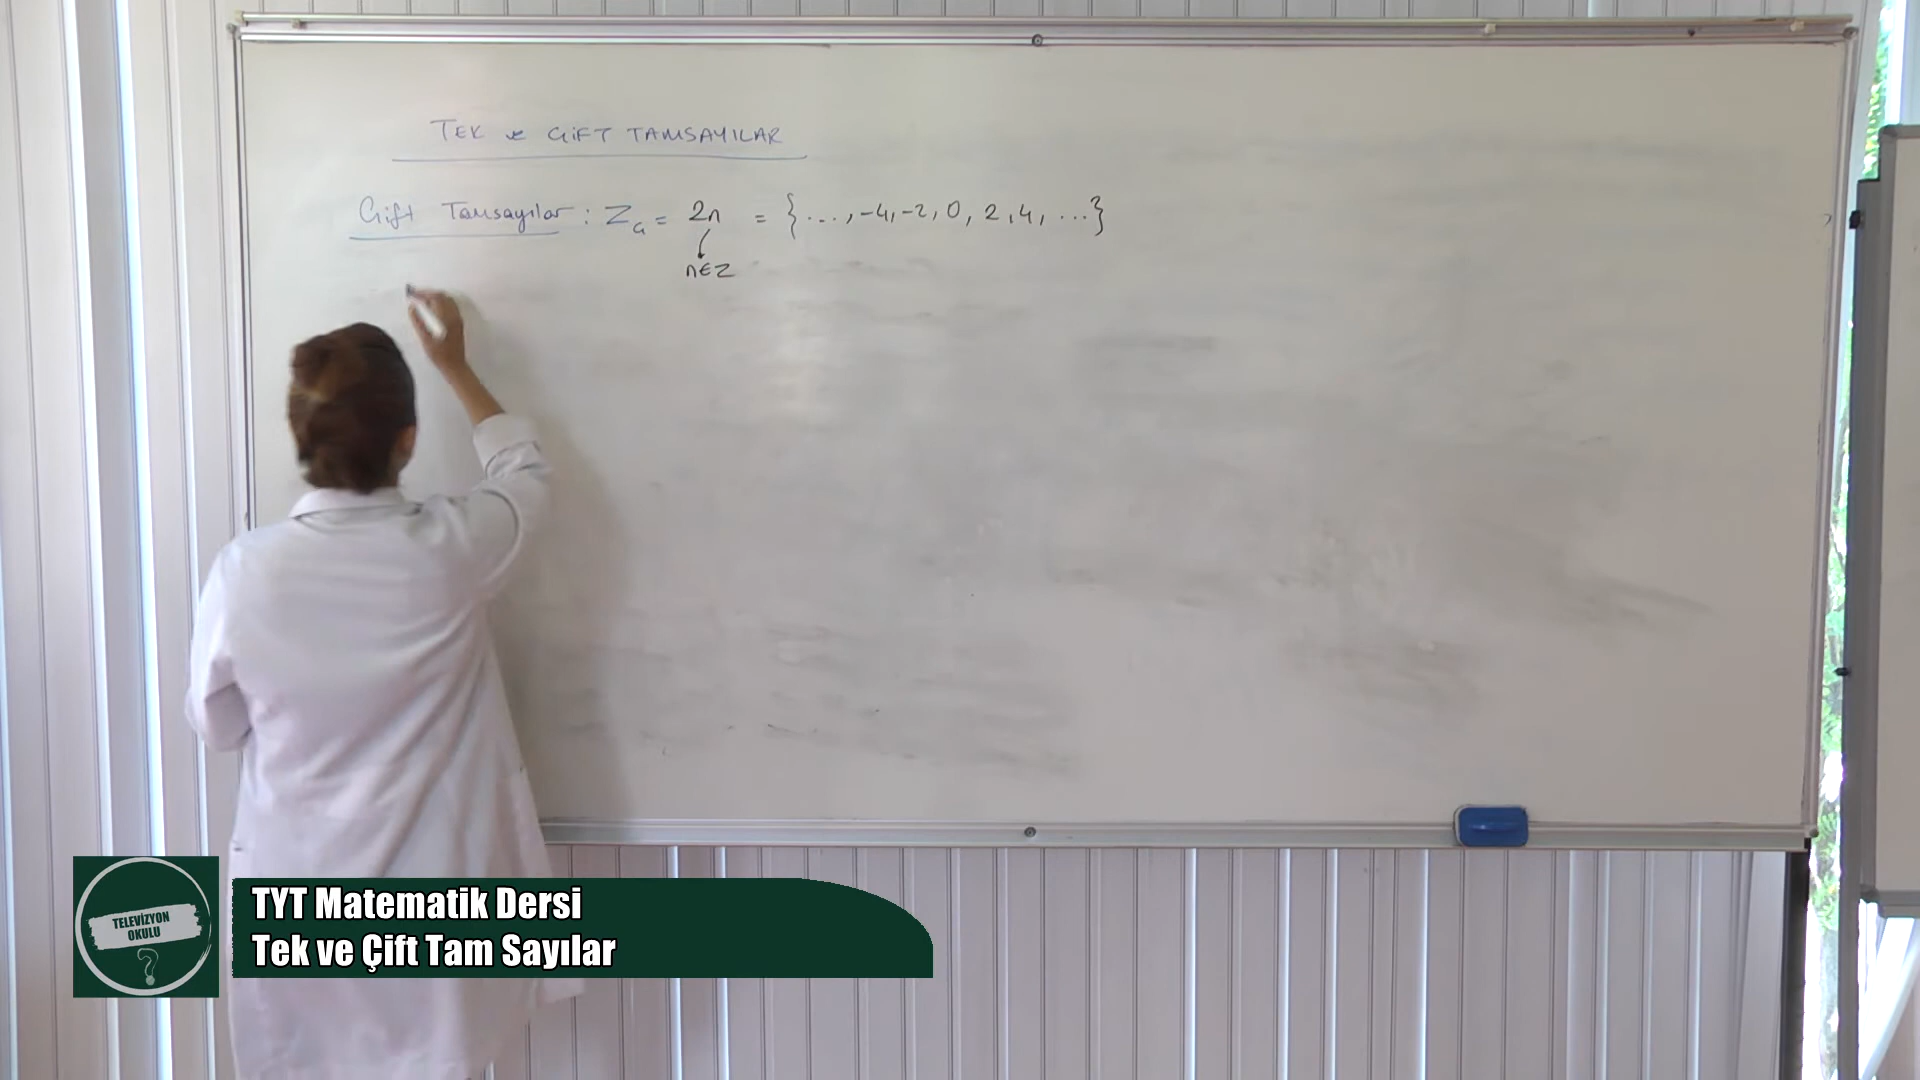 TEK ve ÇİFT TAMSAYILAR
Çift Tamsayılar : Zç = 2n = {..., -4, -2, 0, 2, 4, ...}
n∈Z
TELEVİZYON
OKULU
?
TYT Matematik Dersi
Tek ve Çift Tam Sayılar